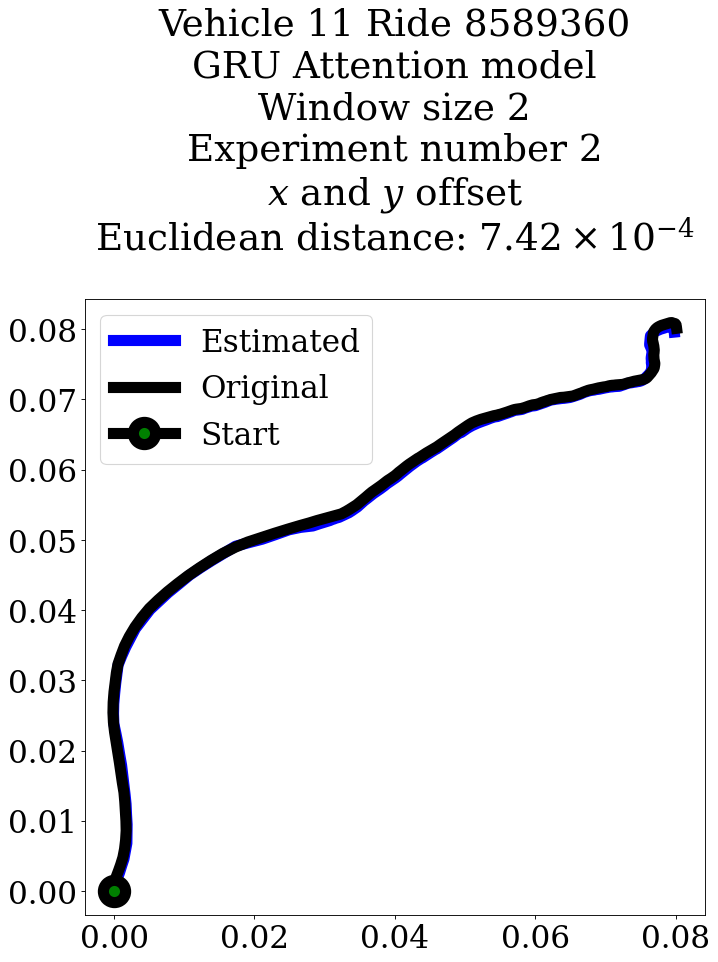 Vehicle 11 Ride 8589360
GRU Attention model
Window size 2
Experiment number 2
x and y offset
Euclidean distance: 7.42 × 10⁻⁴
Estimated
Original
Start
0.08
0.07
0.06
0.05
0.04
0.03
0.02
0.01
0.00
0.00 0.02 0.04 0.06 0.08